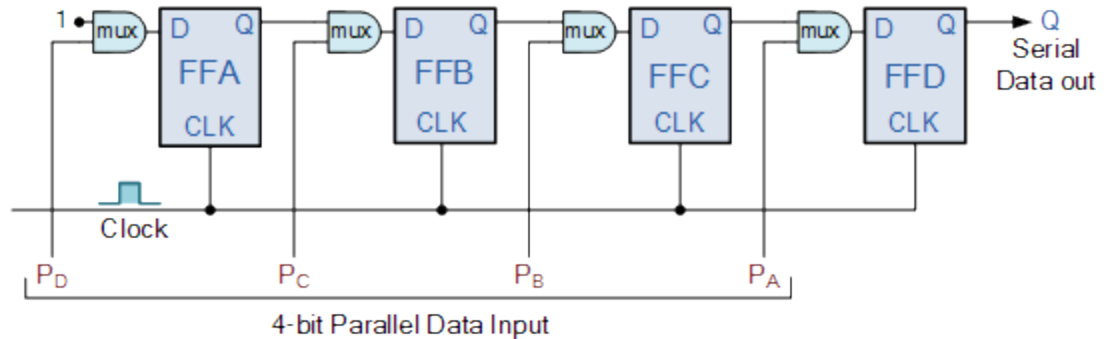 1
mux
D Q
FFA
CLK
mux
D Q
FFB
CLK
mux
D Q
FFC
CLK
mux
D Q
FFD
CLK
Q
Serial
Data out
Clock
PD
PC
PB
PA
4-bit Parallel Data Input